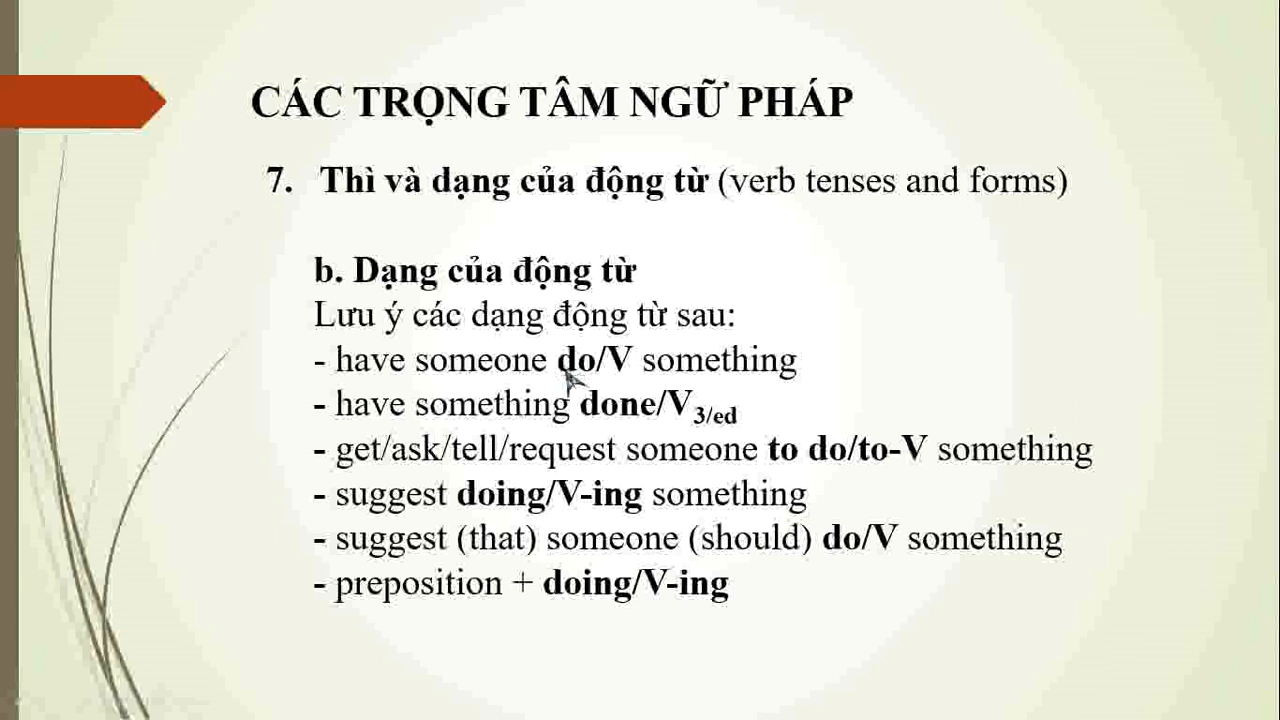 CÁC TRỌNG TÂM NGỮ PHÁP
7. Thì và dạng của động từ (verb tenses and forms)
b. Dạng của động từ
Lưu ý các dạng động từ sau:
- have someone do/V something
- have something done/V3/ed
- get/ask/tell/request someone to do/to-V something
- suggest doing/V-ing something
- suggest (that) someone (should) do/V something
- preposition + doing/V-ing